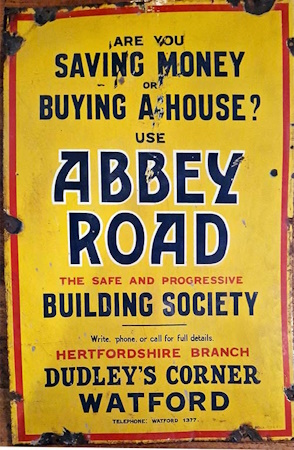 ARE YOU
SAVING MONEY
OR
BUYING A HOUSE?
USE
ABBEY
ROAD
THE SAFE AND PROGRESSIVE
BUILDING SOCIETY
Write, 'phone, or call for full details.
HERTFORDSHIRE BRANCH
DUDLEY'S CORNER
WATFORD
TELEPHONE: WATFORD 1377.